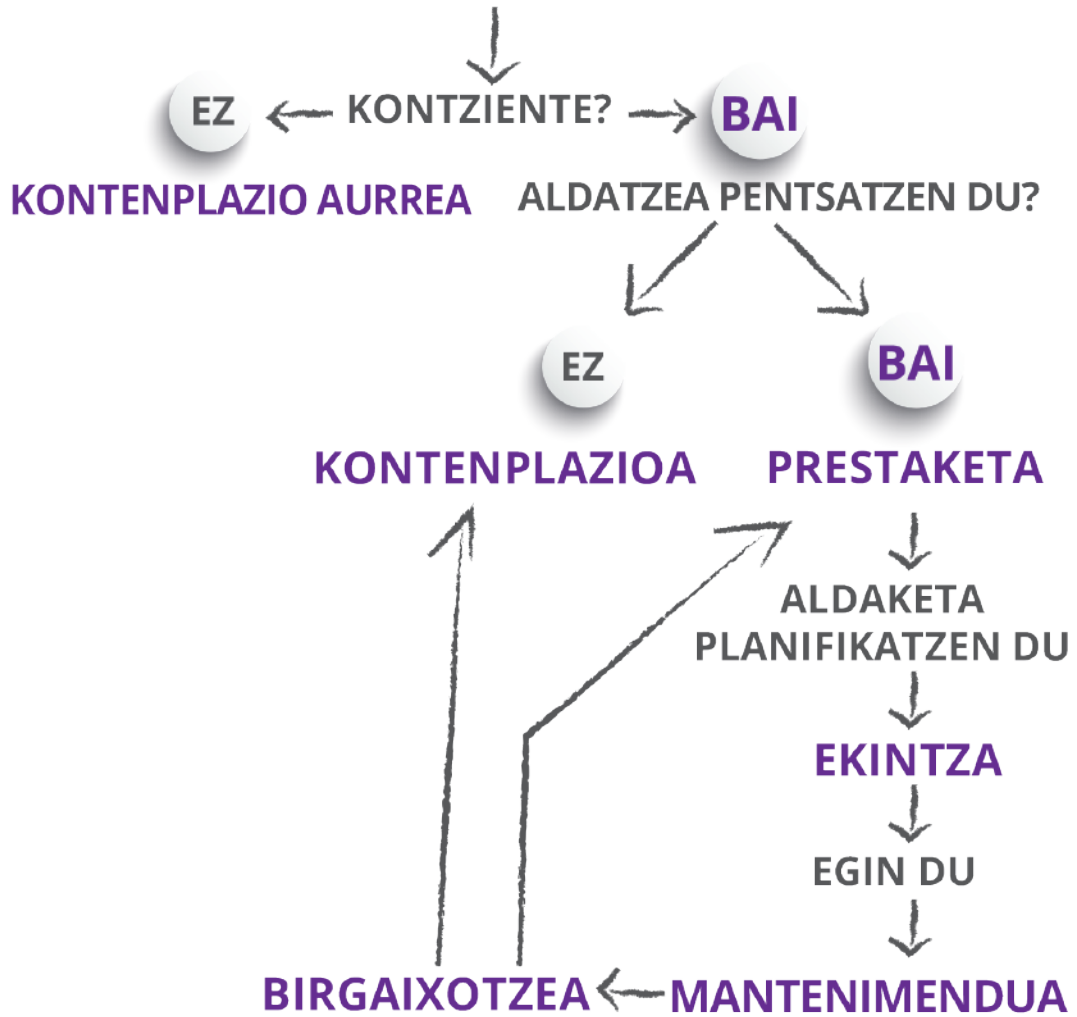 EZ
KONTZIENTE?
BAI
KONTENPLAZIO AURREA
ALDATZEA PENTSATZEN DU?
EZ
BAI
KONTENPLAZIOA
PRESTAKETA
ALDAKETA
PLANIFIKATZEN DU
EKINTZA
EGIN DU
BIRGAIXOTZEA
MANTENIMENDUA